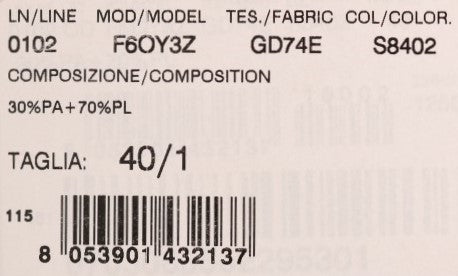 LN/LINE MOD/MODEL TES./FABRIC COL/COLOR.
0102 F6OY3Z GD74E S8402
COMPOSIZIONE/COMPOSITION
30%PA+70%PL
TAGLIA: 40/1
115
8 053901 432137